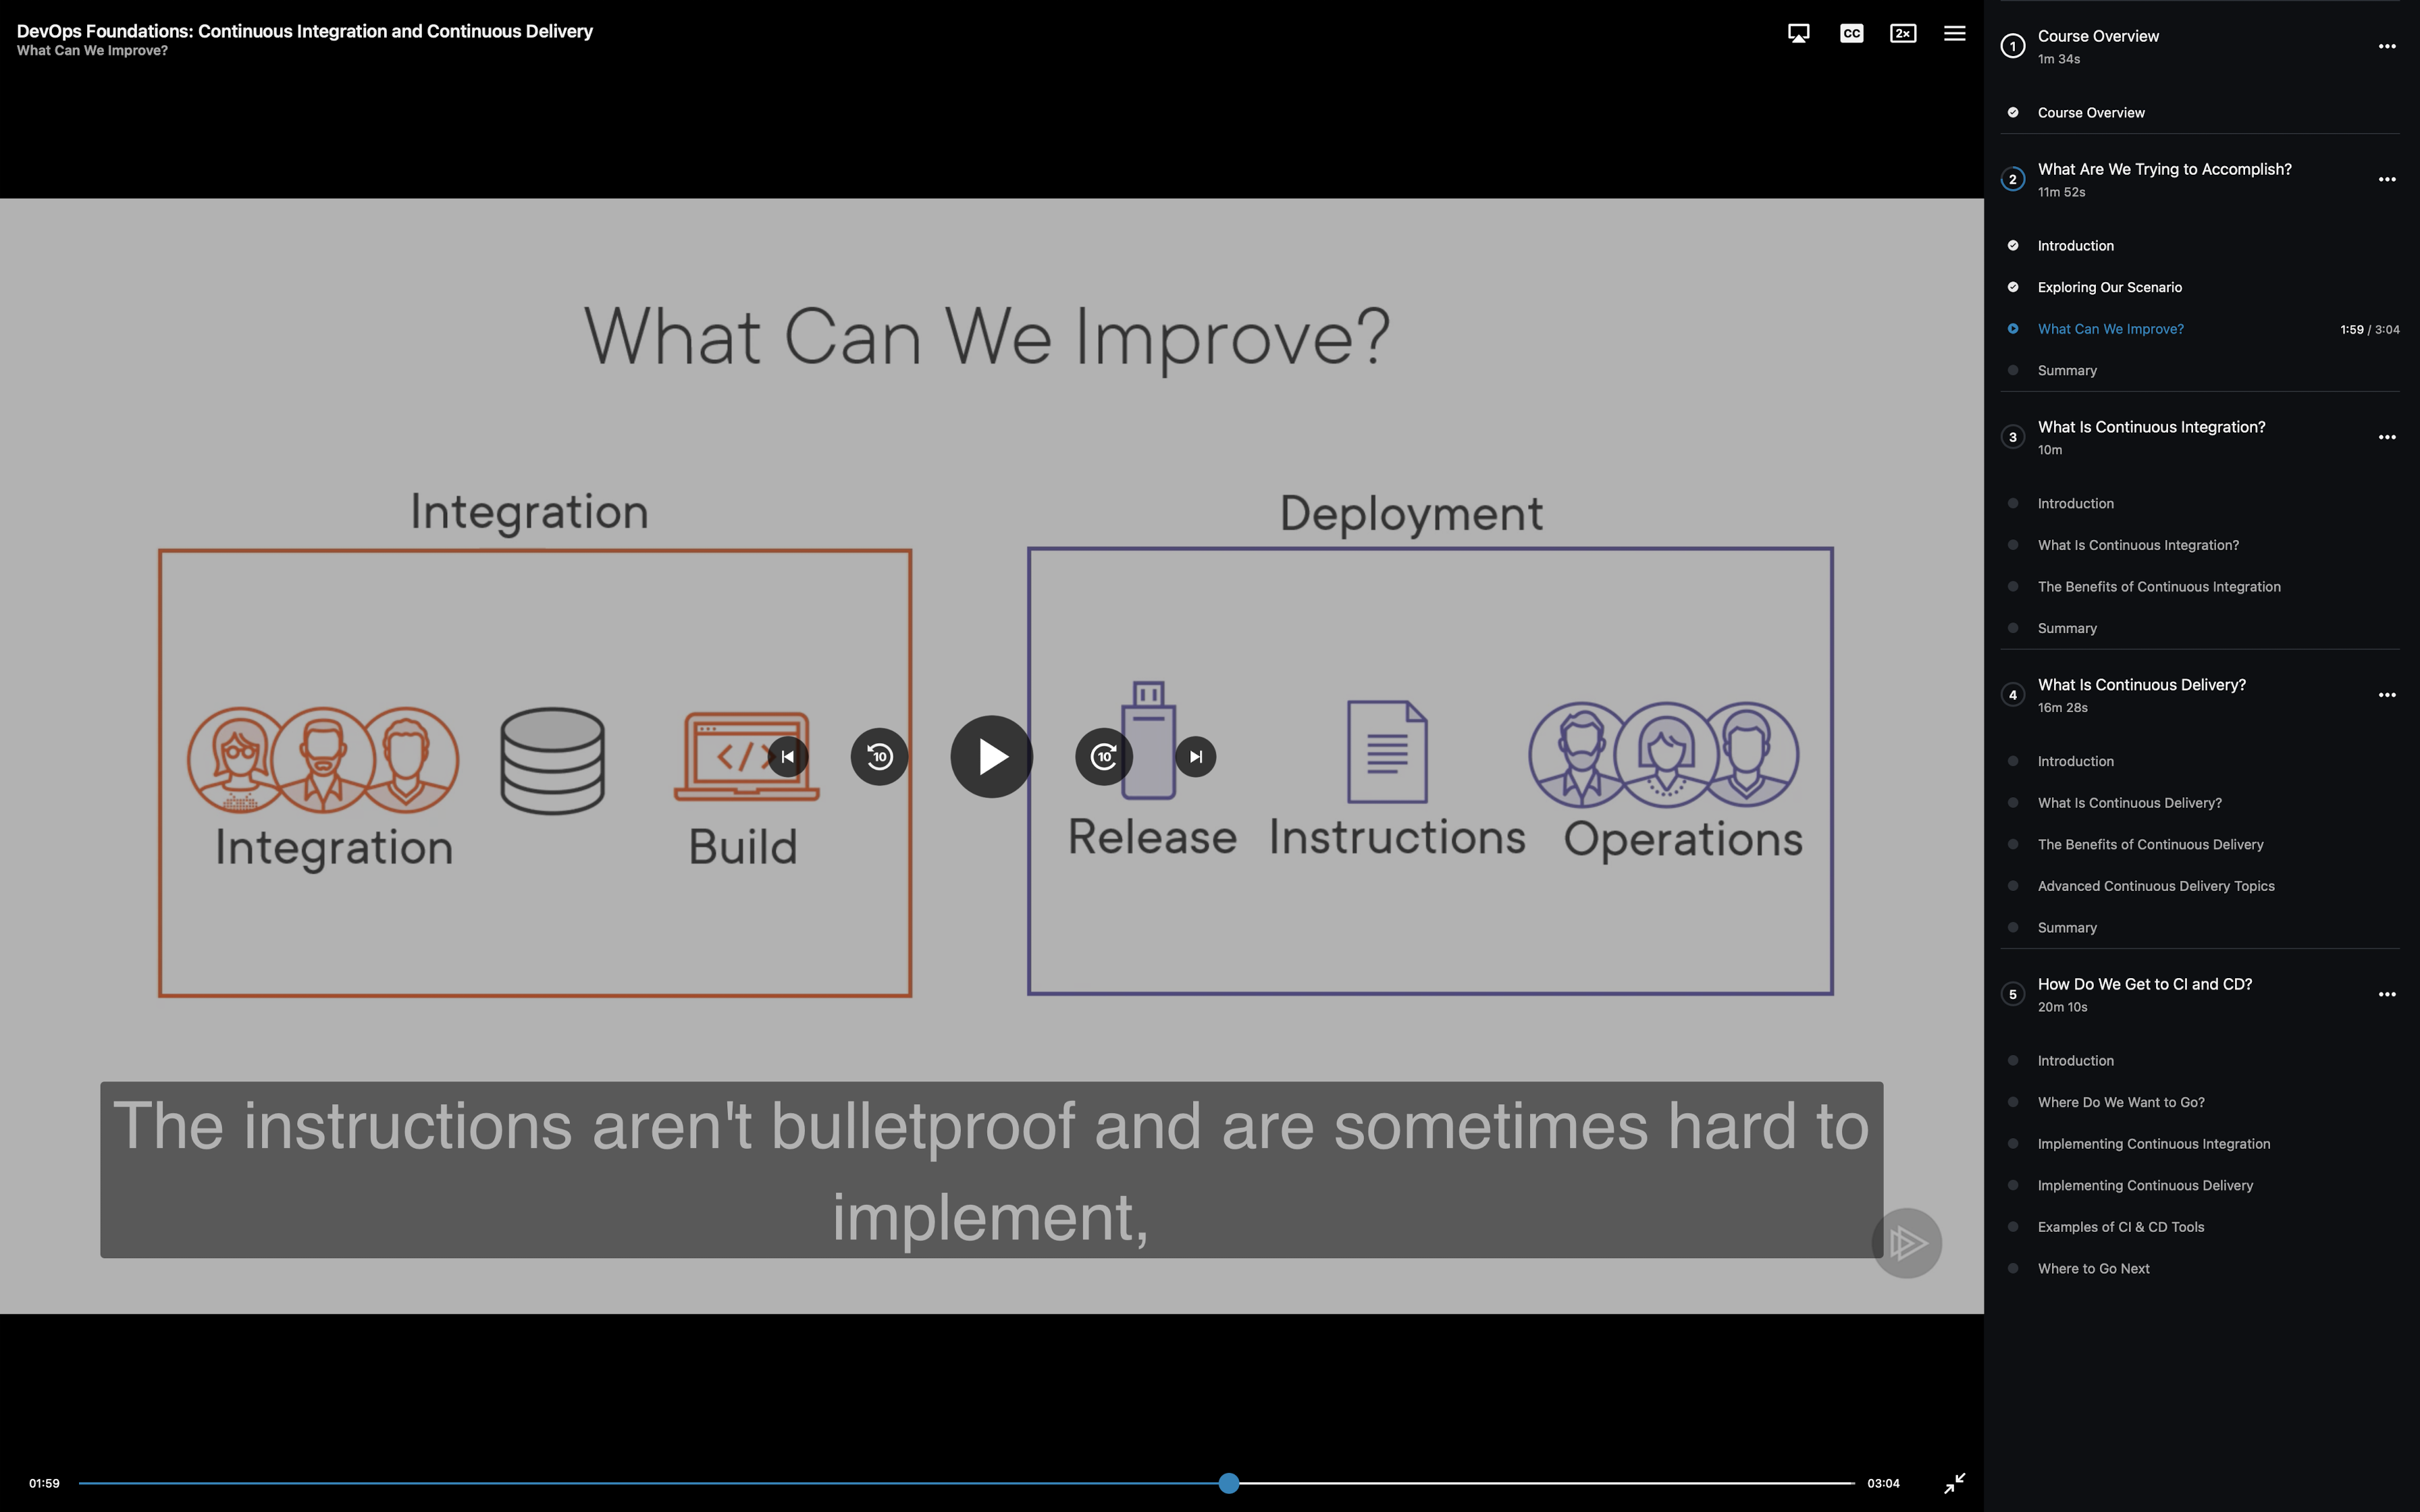 DevOps Foundations: Continuous Integration and Continuous Delivery
What Can We Improve?
CC
2×
What Can We Improve?
Integration
Deployment
</>
10
10
Integration
Build
Release
Instructions
Operations
The instructions aren't bulletproof and are sometimes hard to
implement,
01:59
03:04
1
Course Overview
1m 34s
Course Overview
2
What Are We Trying to Accomplish?
11m 52s
Introduction
Exploring Our Scenario
What Can We Improve? 1:59 / 3:04
Summary
3
What Is Continuous Integration?
10m
Introduction
What Is Continuous Integration?
The Benefits of Continuous Integration
Summary
4
What Is Continuous Delivery?
16m 28s
Introduction
What Is Continuous Delivery?
The Benefits of Continuous Delivery
Advanced Continuous Delivery Topics
Summary
5
How Do We Get to CI and CD?
20m 10s
Introduction
Where Do We Want to Go?
Implementing Continuous Integration
Implementing Continuous Delivery
Examples of CI & CD Tools
Where to Go Next